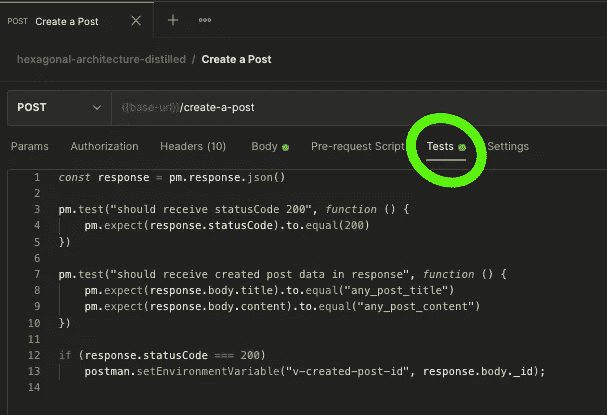 POST Create a Post
hexagonal-architecture-distilled / Create a Post
POST {{base-url}}/create-a-post
Params Authorization Headers (10) Body Pre-request Script Tests Settings
1 const response = pm.response.json()
2
3 pm.test("should receive statusCode 200", function () {
4 pm.expect(response.statusCode).to.equal(200)
5 })
6
7 pm.test("should receive created post data in response", function () {
8 pm.expect(response.body.title).to.equal("any_post_title")
9 pm.expect(response.body.content).to.equal("any_post_content")
10 })
11
12 if (response.statusCode === 200)
13 postman.setEnvironmentVariable("v-created-post-id", response.body._id);
14